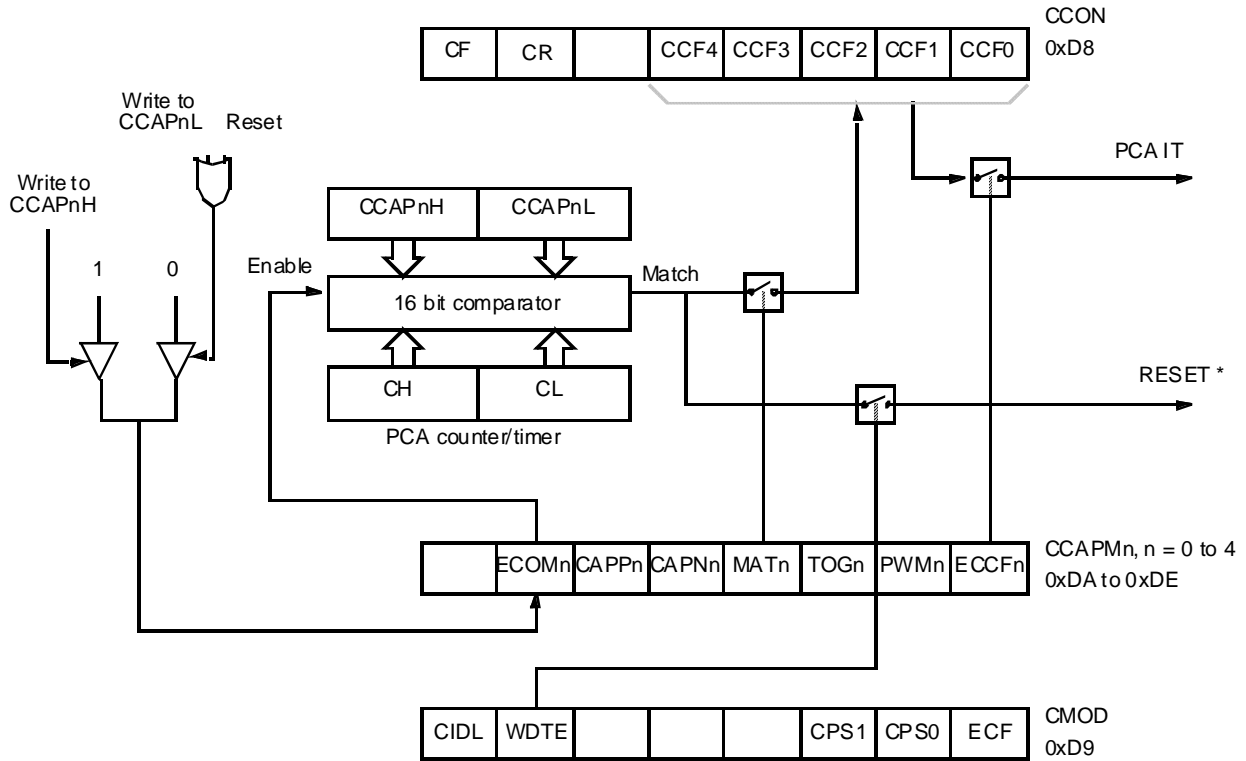 CCON
CF CR CCF4 CCF3 CCF2 CCF1 CCF0
0xD8
Write to
CCAPnL Reset
PCA IT
Write to
CCAPnH
CCAPnH CCAPnL
1 0
Enable
Match
16 bit comparator
CH CL
RESET *
PCA counter/timer
ECOMn CAPPn CAPNn MATn TOGn PWMn ECCFn
CCAPMn, n = 0 to 4
0xDA to 0xDE
CIDL WDTE CPS1 CPS0 ECF
CMOD
0xD9